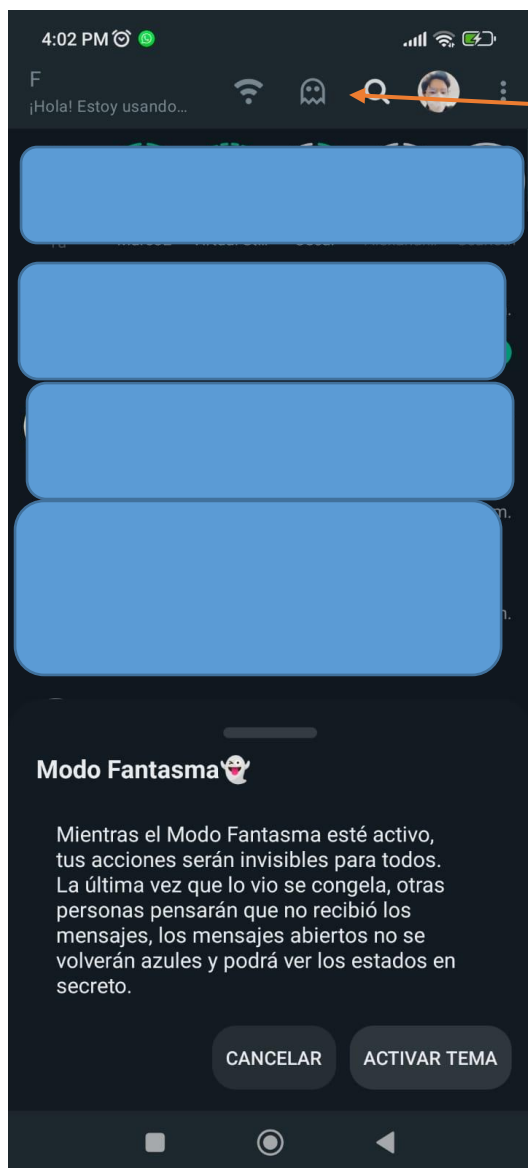 4:02 PM
F
¡Hola! Estoy usando...
Modo Fantasma👻
Mientras el Modo Fantasma esté activo,
tus acciones serán invisibles para todos.
La última vez que lo vio se congela, otras
personas pensarán que no recibió los
mensajes, los mensajes abiertos no se
volverán azules y podrá ver los estados en
secreto.
CANCELAR ACTIVAR TEMA